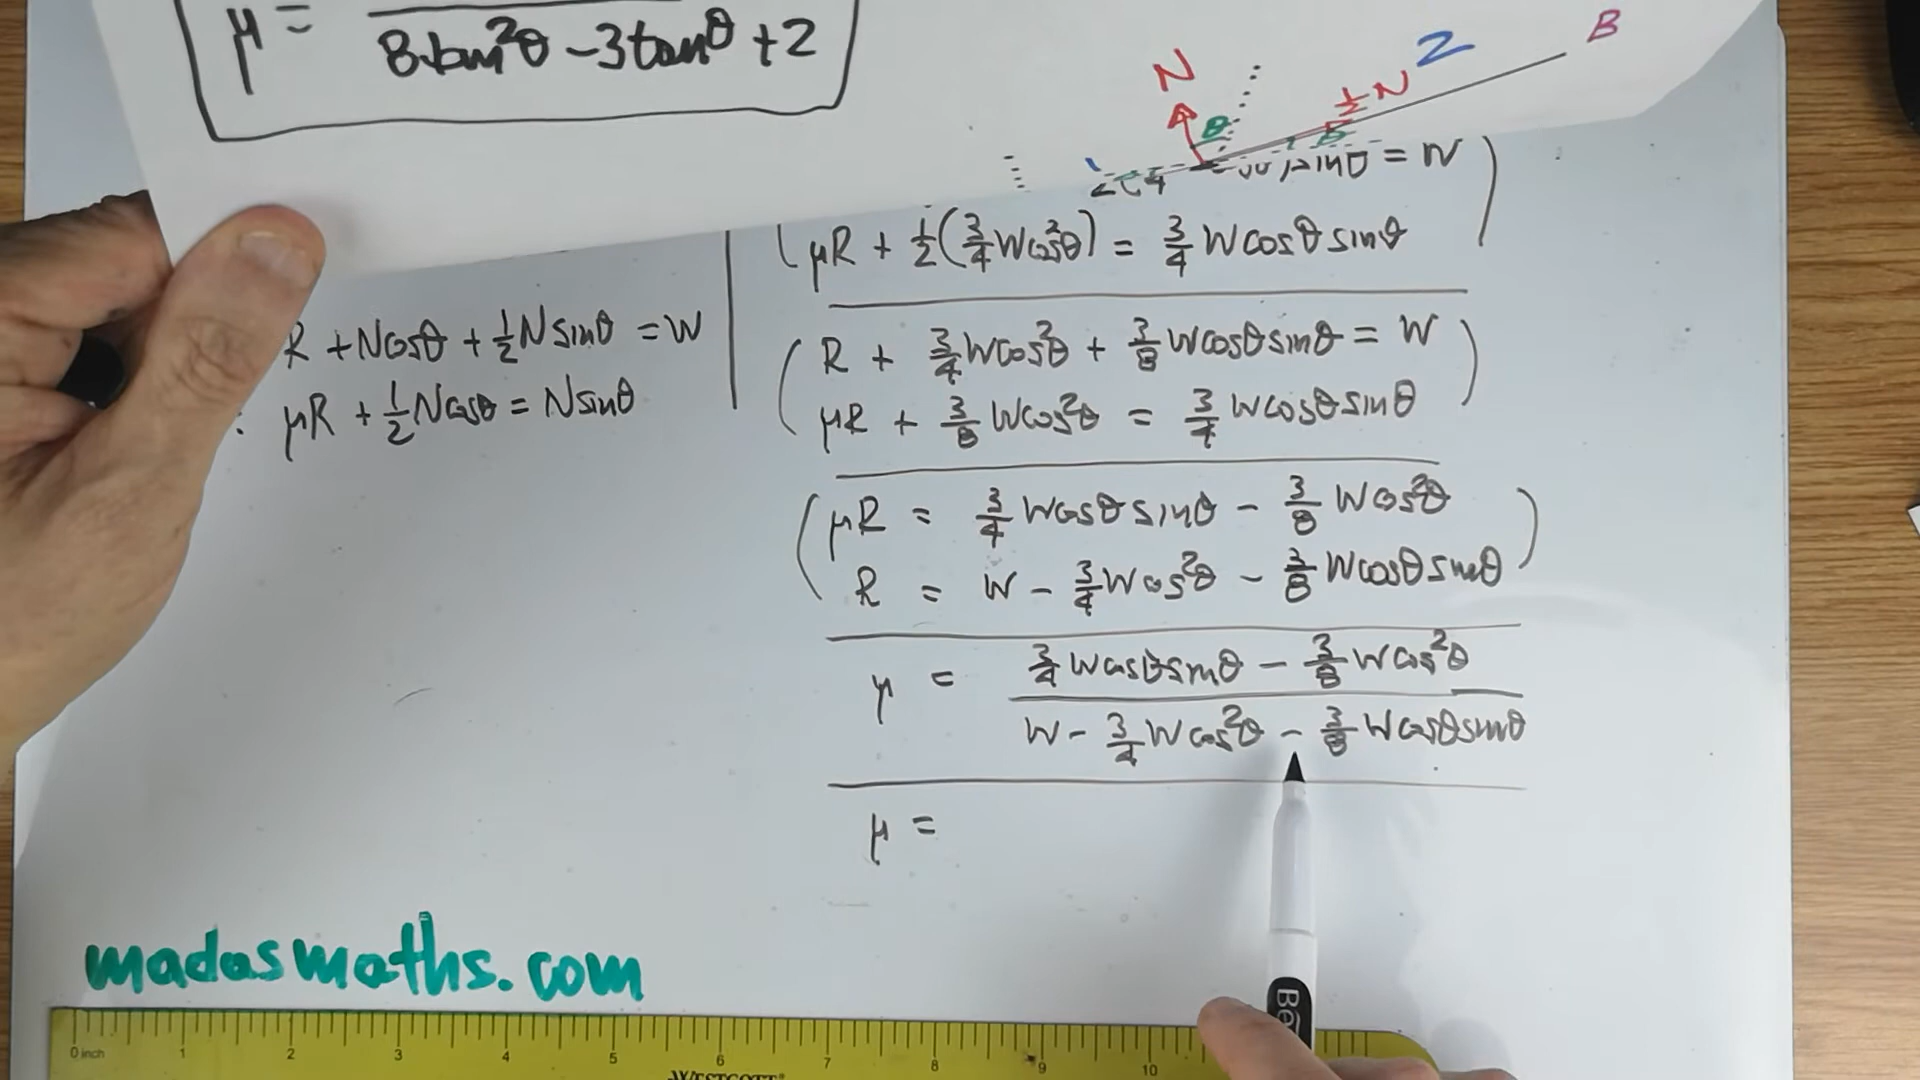 μ =
8tan²θ - 3tanθ + 2
B
N
2
½N
θ
θ
sinθ = W
μR + ½(¾Wcos²θ) = ¾Wcosθsinθ
R + Ncosθ + ½Nsinθ = W
: μR + ½Ncosθ = Nsinθ
R + ¾Wcos²θ + ⅜Wcosθsinθ = W
μR + ⅜Wcos²θ = ¾Wcosθsinθ
μR = ¾Wcosθsinθ - ⅜Wcos²θ
R = W - ¾Wcos²θ - ⅜Wcosθsinθ
μ = ¾Wcosθsinθ - ⅜Wcos²θ
W - ¾Wcos²θ - ⅜Wcosθsinθ
μ =
madasmaths.com
0 inch 1 2 3 4 5 6 7 8 9 10
WESTCOTT